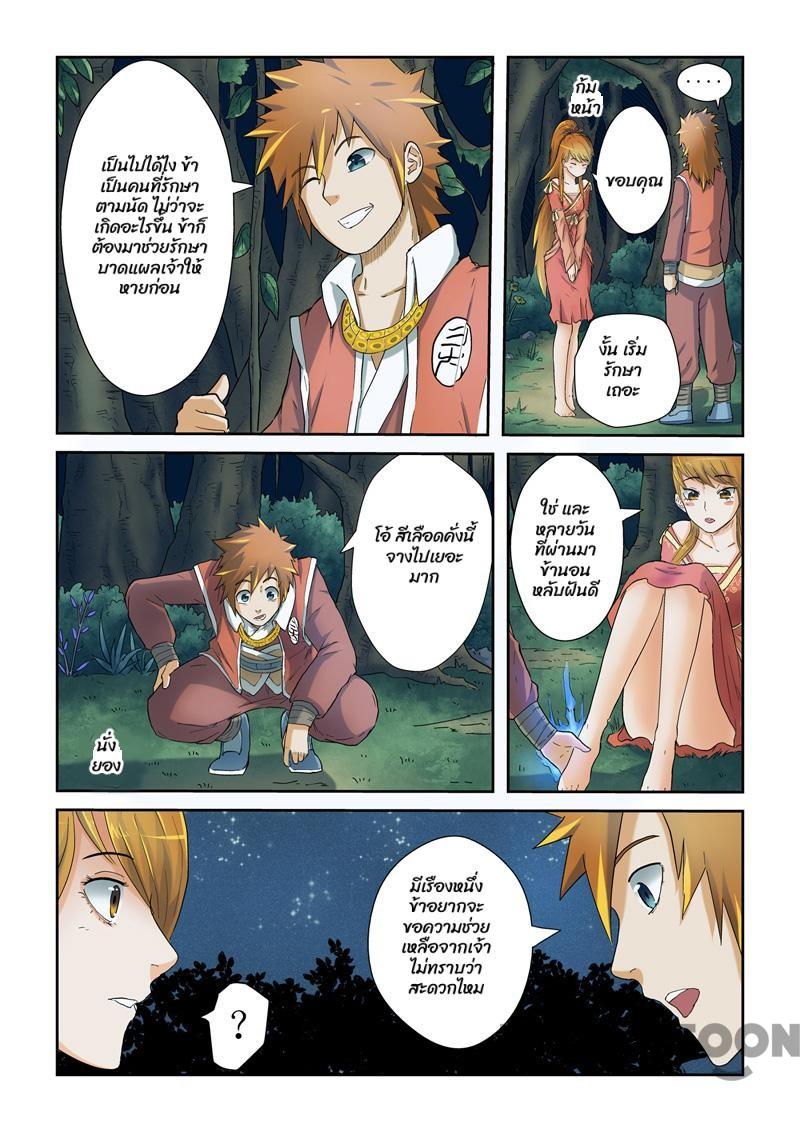 เป็นไปได้ไง ข้า
เป็นคนที่รักษา
ตามนัด ไม่ว่าจะ
เกิดอะไรขึ้น ข้าก็
ต้องมาช่วยรักษา
บาดแผลเจ้าให้
หายก่อน
....
ก้ม
หน้า
ขอบคุณ
งั้น เริ่ม
รักษา
เถอะ
โอ้ สีเลือดคั่งนี้
จางไปเยอะ
มาก
นั่ง
ยอง
ใช่ และ
หลายวัน
ที่ผ่านมา
ข้านอน
หลับฝันดี
มีเรืองหนึ่ง
ข้าอยากจะ
ขอความช่วย
เหลือจากเจ้า
ไม่ทราบว่า
สะดวกไหม
?
TOON